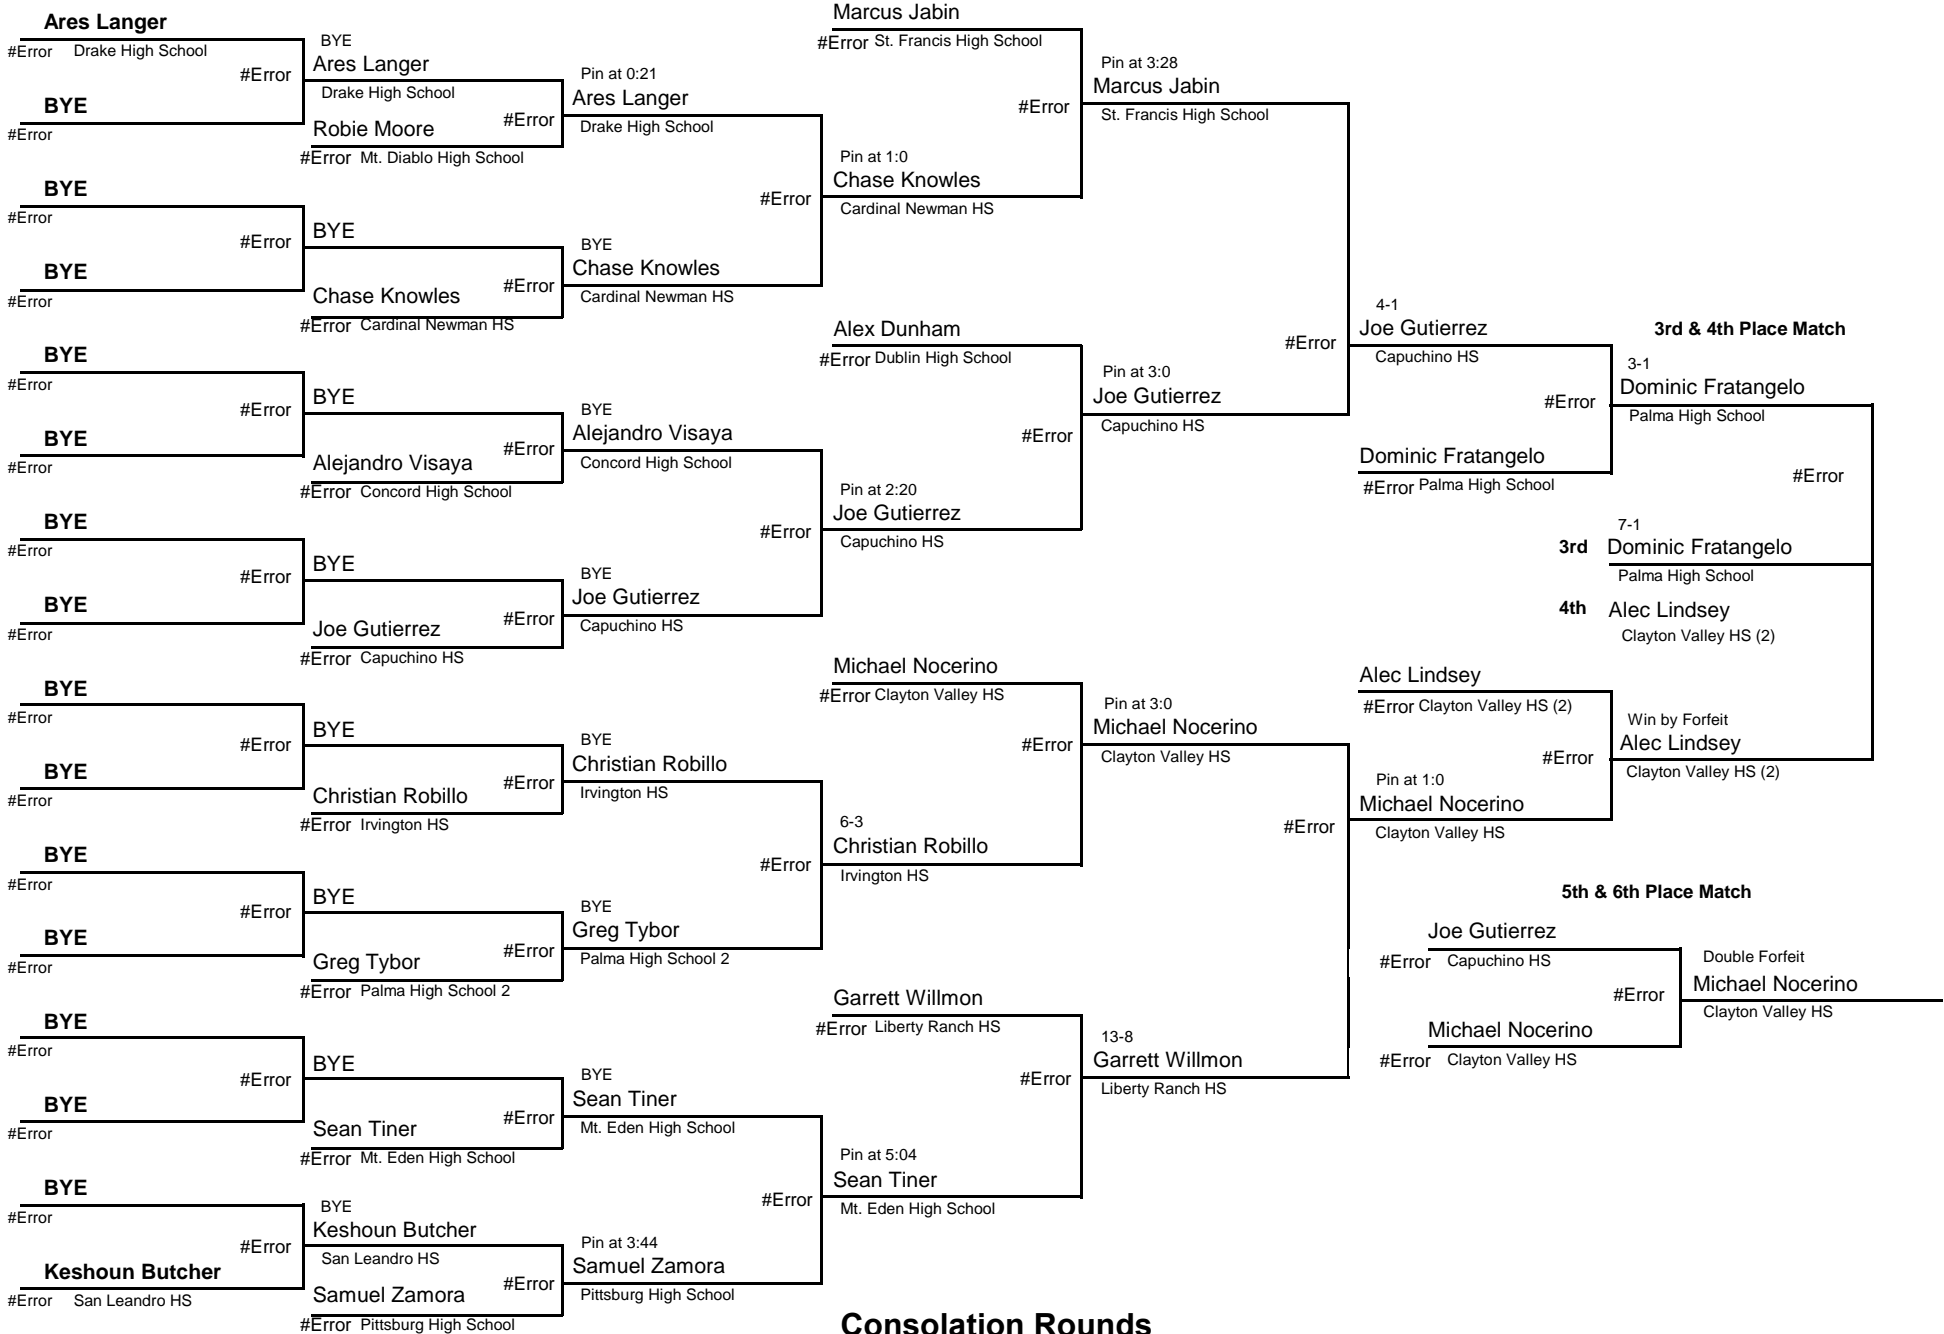 Ares Langer
#Error Drake High School
#Error
BYE
#Error
BYE
#Error
#Error
BYE
#Error
BYE
#Error
#Error
BYE
#Error
BYE
#Error
#Error
BYE
#Error
BYE
#Error
#Error
BYE
#Error
BYE
#Error
#Error
BYE
#Error
BYE
#Error
#Error
BYE
#Error
BYE
#Error
#Error
Keshoun Butcher
#Error San Leandro HS
BYE
Ares Langer
Drake High School
#Error
Robie Moore
#Error Mt. Diablo High School
BYE
#Error
Chase Knowles
#Error Cardinal Newman HS
BYE
#Error
Alejandro Visaya
#Error Concord High School
BYE
#Error
Joe Gutierrez
#Error Capuchino HS
BYE
#Error
Christian Robillo
#Error Irvington HS
BYE
#Error
Greg Tybor
#Error Palma High School 2
BYE
#Error
Sean Tiner
#Error Mt. Eden High School
BYE
Keshoun Butcher
San Leandro HS
#Error
Samuel Zamora
#Error Pittsburg High School
Pin at 0:21
Ares Langer
Drake High School
#Error
BYE
Chase Knowles
Cardinal Newman HS
BYE
Alejandro Visaya
Concord High School
#Error
BYE
Joe Gutierrez
Capuchino HS
BYE
Christian Robillo
Irvington HS
#Error
BYE
Greg Tybor
Palma High School 2
BYE
Sean Tiner
Mt. Eden High School
#Error
Pin at 3:44
Samuel Zamora
Pittsburg High School
Marcus Jabin
#Error St. Francis High School
#Error
Pin at 1:0
Chase Knowles
Cardinal Newman HS
Alex Dunham
#Error Dublin High School
#Error
Pin at 2:20
Joe Gutierrez
Capuchino HS
Michael Nocerino
#Error Clayton Valley HS
#Error
6-3
Christian Robillo
Irvington HS
Garrett Willmon
#Error Liberty Ranch HS
#Error
Pin at 5:04
Sean Tiner
Mt. Eden High School
Pin at 3:28
Marcus Jabin
St. Francis High School
#Error
Pin at 3:0
Joe Gutierrez
Capuchino HS
Pin at 3:0
Michael Nocerino
Clayton Valley HS
#Error
13-8
Garrett Willmon
Liberty Ranch HS
4-1
Joe Gutierrez
Capuchino HS
#Error
Dominic Fratangelo
#Error Palma High School
Alec Lindsey
#Error Clayton Valley HS (2)
#Error
Pin at 1:0
Michael Nocerino
Clayton Valley HS
3rd & 4th Place Match
3-1
Dominic Fratangelo
Palma High School
#Error
7-1
3rd Dominic Fratangelo
Palma High School
4th Alec Lindsey
Clayton Valley HS (2)
Win by Forfeit
Alec Lindsey
Clayton Valley HS (2)
5th & 6th Place Match
Joe Gutierrez
#Error Capuchino HS
#Error
Michael Nocerino
#Error Clayton Valley HS
Double Forfeit
Michael Nocerino
Clayton Valley HS
Consolation Rounds